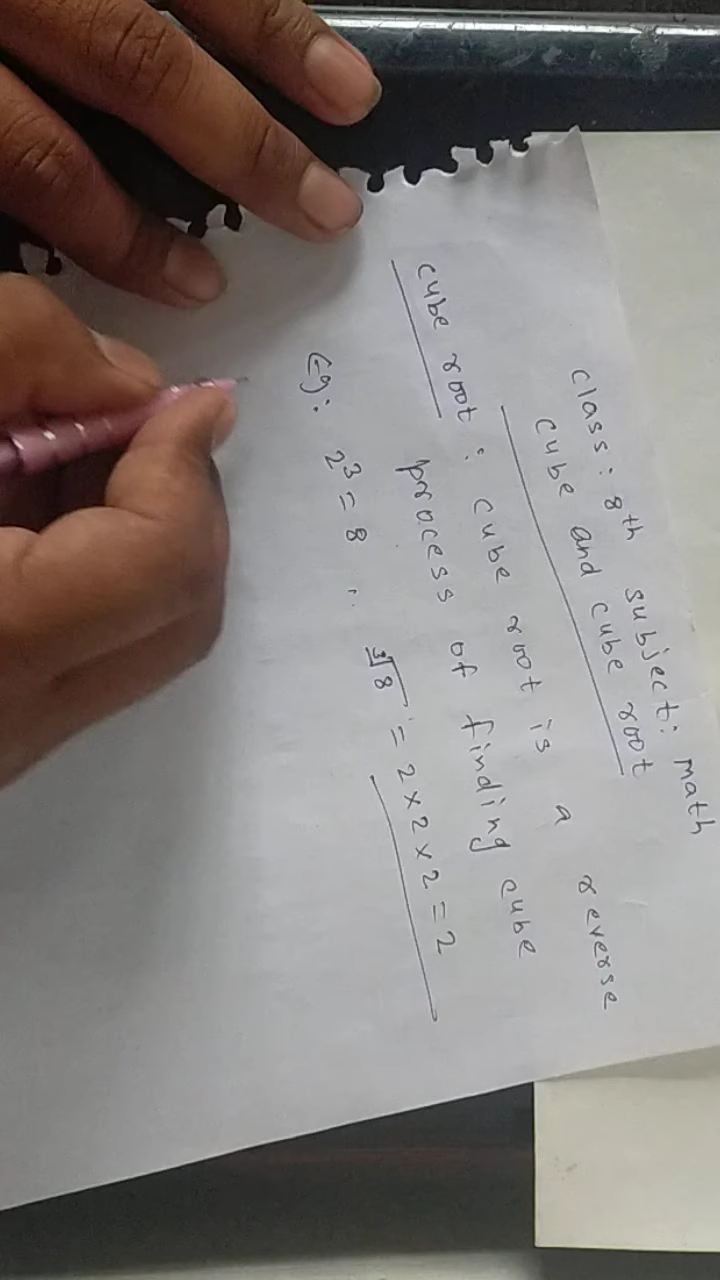 class: 8th subject: math
cube and cube root
cube root: cube root is a reverse
process of finding cube
Eg: 2³ = 8 ∴ ∛8 = 2×2×2 = 2